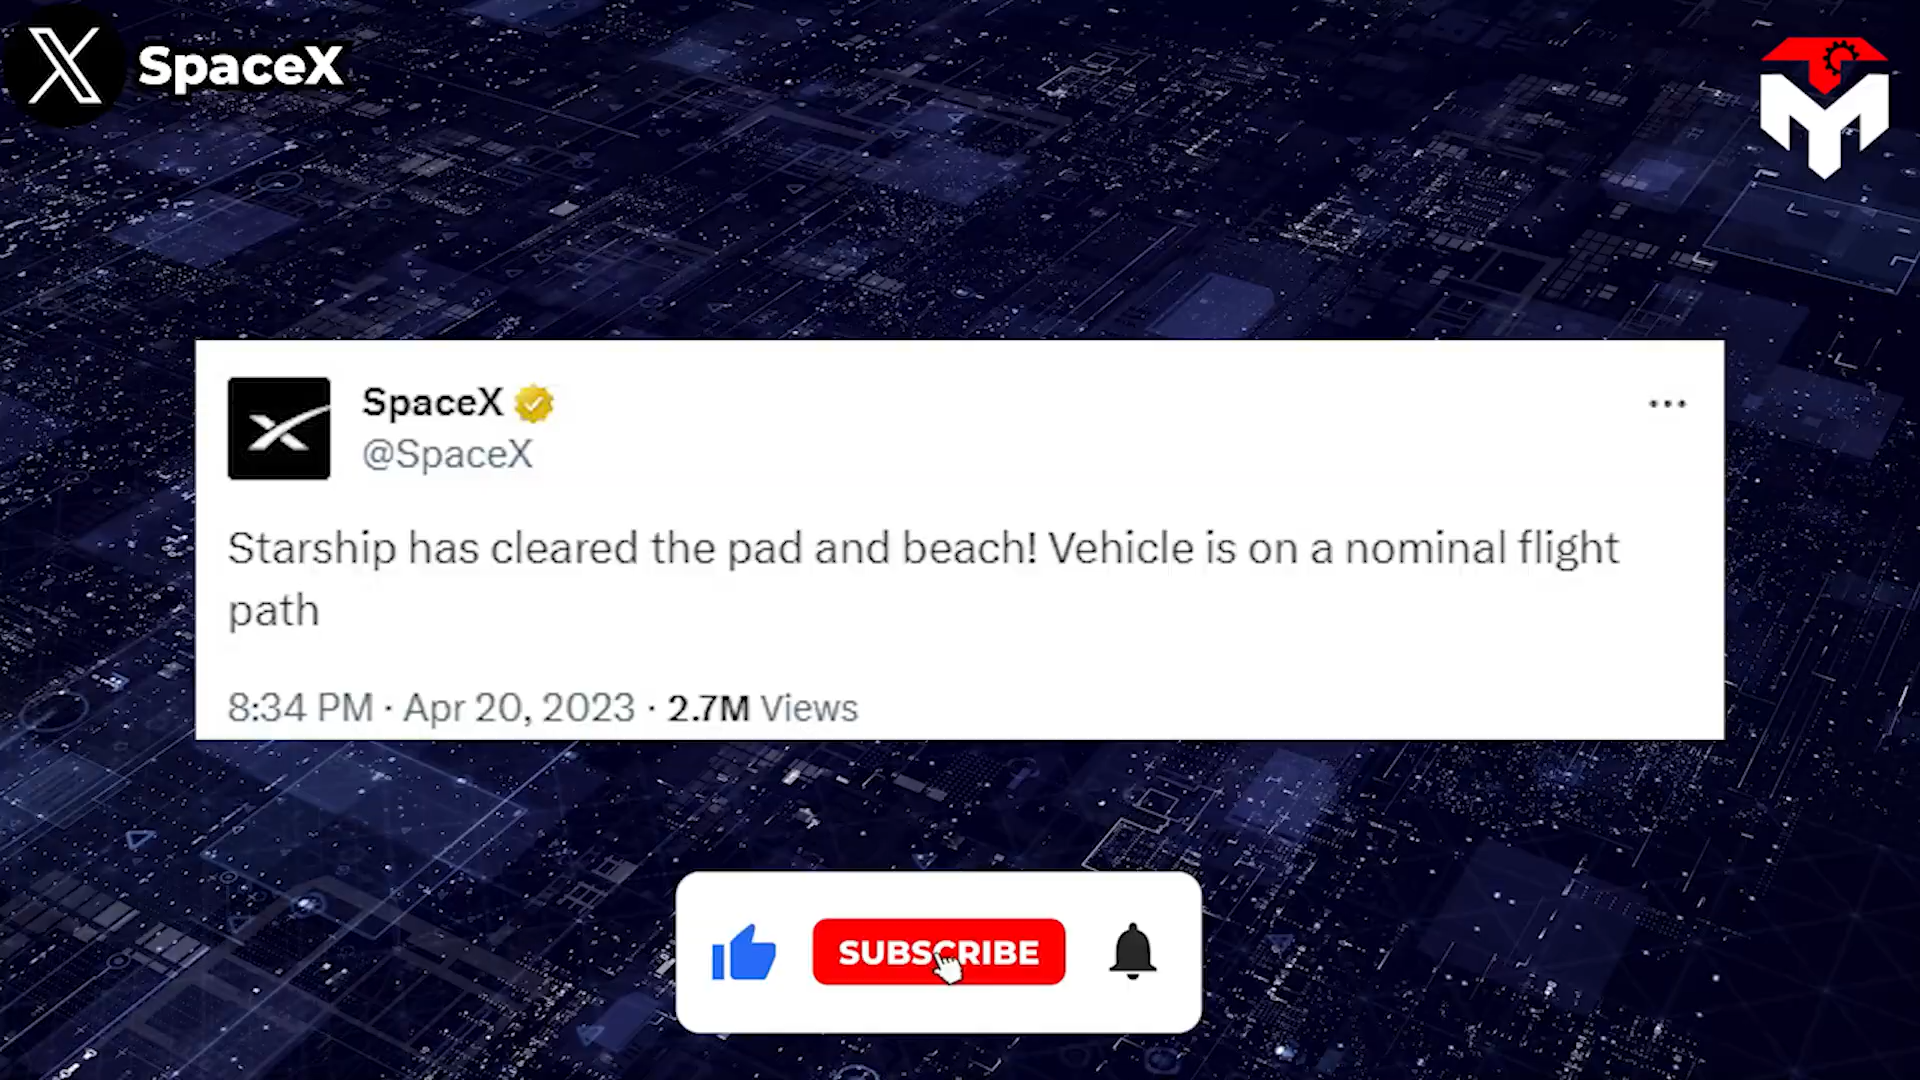 SpaceX
SpaceX
@SpaceX
Starship has cleared the pad and beach! Vehicle is on a nominal flight
path
8:34 PM · Apr 20, 2023 · 2.7M Views
SUBSCRIBE